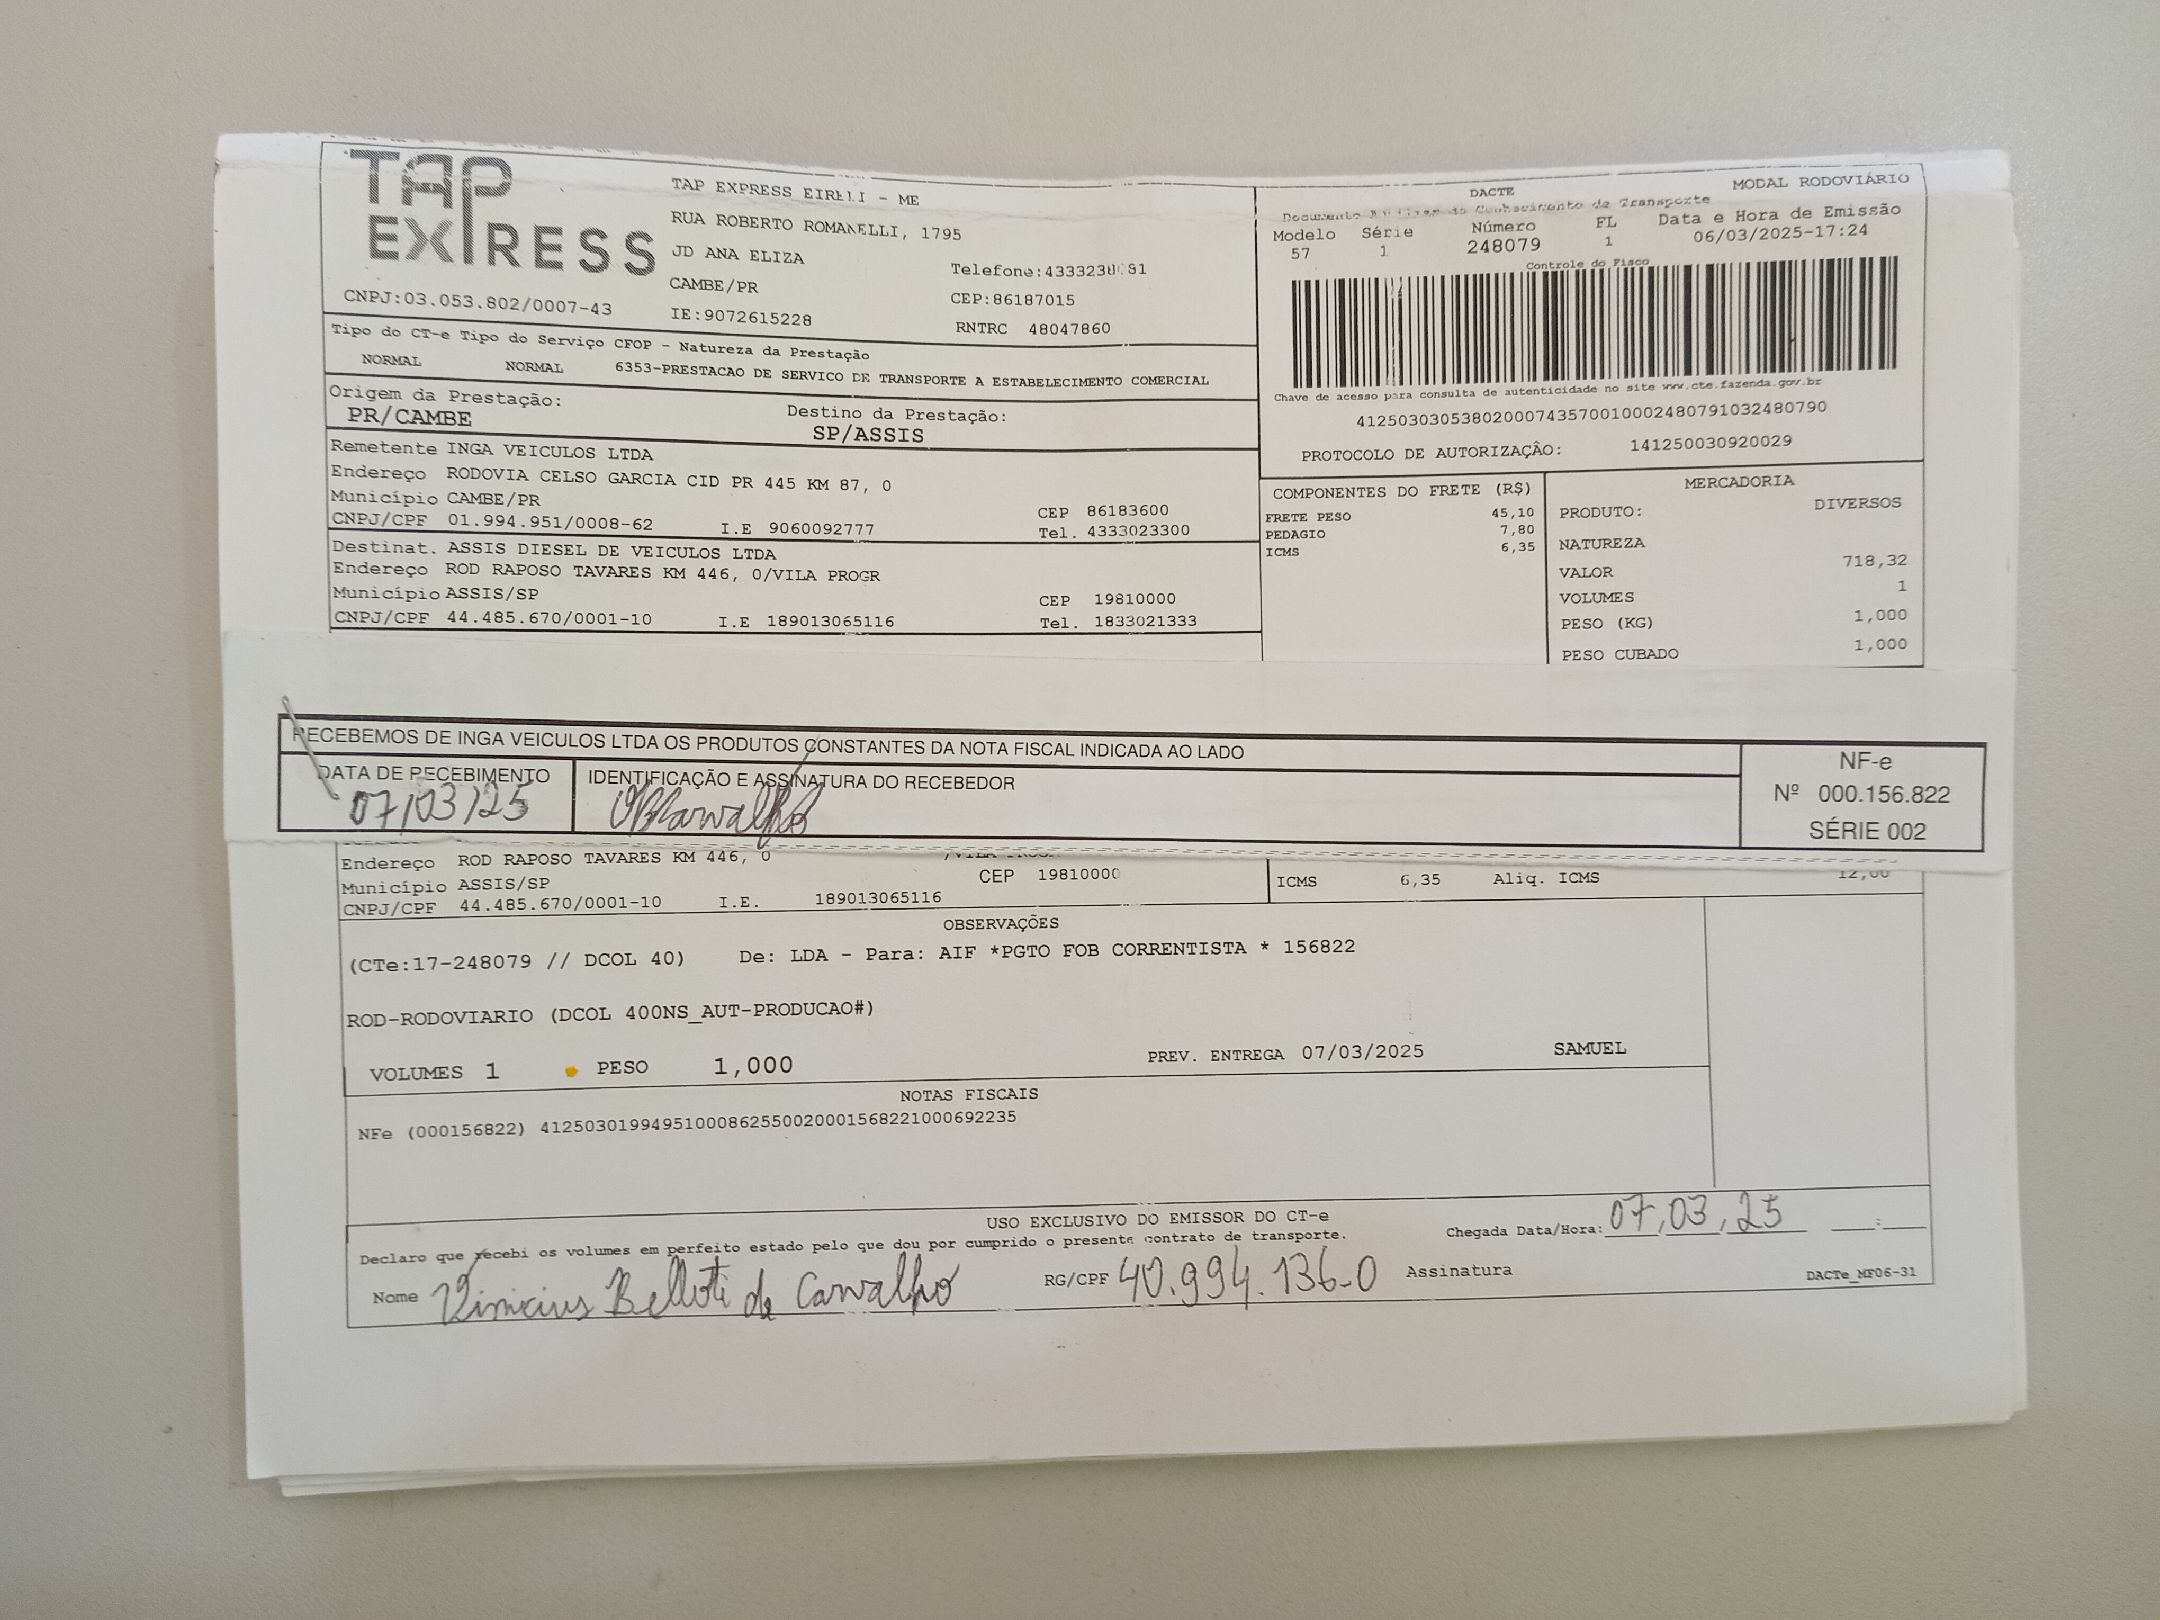 TAP EXPRESS
TAP EXPRESS EIRELI - ME
RUA ROBERTO ROMANELLI, 1795
JD ANA ELIZA
CAMBE/PR
CEP:86187015
CNPJ:03.053.802/0007-43
IE:9072615228
RNTRC 48047860
DACTE
MODAL RODOVIÁRIO
Documento Auxiliar do Conhecimento de Transporte
Modelo Série Número FL Data e Hora de Emissão
57 1 248079 1 06/03/2025-17:24
Controle do Fisco
Chave de acesso para consulta de autenticidade no site www.cte.fazenda.gov.br
41250303053802000743570010002480791032480790
PROTOCOLO DE AUTORIZAÇÃO: 141250030920029
Tipo do CT-e Tipo do Serviço CFOP - Natureza da Prestação
NORMAL NORMAL 6353-PRESTACAO DE SERVICO DE TRANSPORTE A ESTABELECIMENTO COMERCIAL
Origem da Prestação: Destino da Prestação:
PR/CAMBE SP/ASSIS
Remetente INGA VEICULOS LTDA
Endereço RODOVIA CELSO GARCIA CID PR 445 KM 87, 0
Município CAMBE/PR CEP 86183600
CNPJ/CPF 01.994.951/0008-62 I.E 9060092777 Tel. 4333023300
Destinat. ASSIS DIESEL DE VEICULOS LTDA
Endereço ROD RAPOSO TAVARES KM 446, 0/VILA PROGR
Município ASSIS/SP CEP 19810000
CNPJ/CPF 44.485.670/0001-10 I.E 189013065116 Tel. 1833021333
COMPONENTES DO FRETE (R$)
FRETE PESO 45,10
PEDAGIO 7,80
ICMS 6,35
MERCADORIA
PRODUTO: DIVERSOS
NATUREZA
VALOR 718,32
VOLUMES 1
PESO (KG) 1,000
PESO CUBADO 1,000
RECEBEMOS DE INGA VEICULOS LTDA OS PRODUTOS CONSTANTES DA NOTA FISCAL INDICADA AO LADO
DATA DE RECEBIMENTO IDENTIFICAÇÃO E ASSINATURA DO RECEBEDOR
07/03/25
NF-e
Nº 000.156.822
SÉRIE 002
Endereço ROD RAPOSO TAVARES KM 446, 0
Município ASSIS/SP CEP 19810000
CNPJ/CPF 44.485.670/0001-10 I.E. 189013065116
ICMS 6,35 Aliq. ICMS 12,00
OBSERVAÇÕES
(CTe:17-248079 // DCOL 40) De: LDA - Para: AIF *PGTO FOB CORRENTISTA * 156822
ROD-RODOVIARIO (DCOL 400NS_AUT-PRODUCAO#)
VOLUMES 1 PESO 1,000 PREV. ENTREGA 07/03/2025 SAMUEL
NOTAS FISCAIS
NFe (000156822) 41250301994951000862550020001568221000692235
USO EXCLUSIVO DO EMISSOR DO CT-e
Declaro que recebi os volumes em perfeito estado pelo que dou por cumprido o presente contrato de transporte.
Chegada Data/Hora: 07,03,25
Nome Vinicius Belloti de Carvalho RG/CPF 40.994.136-0 Assinatura
DACTe_MF06-31